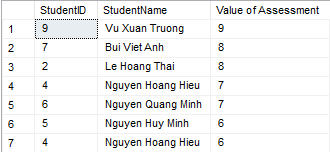 StudentID StudentName Value of Assessment
1 9 Vu Xuan Truong 9
2 7 Bui Viet Anh 8
3 2 Le Hoang Thai 8
4 4 Nguyen Hoang Hieu 7
5 6 Nguyen Quang Minh 7
6 5 Nguyen Huy Minh 6
7 4 Nguyen Hoang Hieu 6